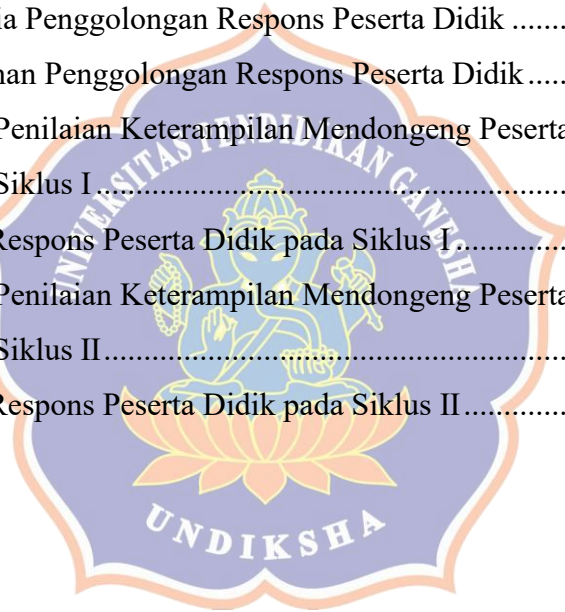 ia Penggolongan Respons Peserta Didik ........
nan Penggolongan Respons Peserta Didik ......
Penilaian Keterampilan Mendongeng Peserta
Siklus I ..............................................................
Respons Peserta Didik pada Siklus I ..............
Penilaian Keterampilan Mendongeng Peserta
Siklus II .............................................................
Respons Peserta Didik pada Siklus II .............
UNIVERSITAS PENDIDIKAN GANESHA
UNDIKSHA